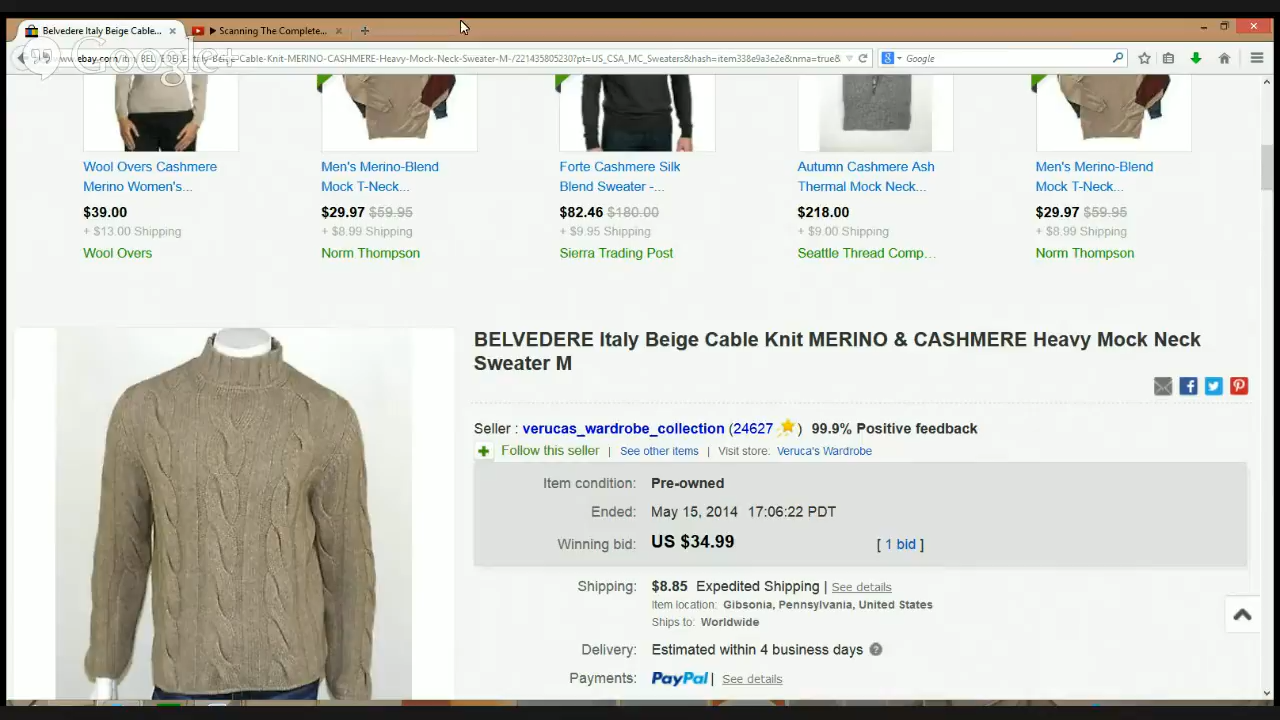 Belvedere Italy Beige Cable...
Scanning The Complete...
Google+
ebay.com/itm/BELVEDERE-Italy-Beige-Cable-Knit-MERINO-CASHMERE-Heavy-Mock-Neck-Sweater-M-/221435805230?pt=US_CSA_MC_Sweaters&hash=item338e9a3e2e&nma=true&
Google
Wool Overs Cashmere Men's Merino-Blend Forte Cashmere Silk Autumn Cashmere Ash Men's Merino-Blend
Merino Women's... Mock T-Neck... Blend Sweater -... Thermal Mock Neck... Mock T-Neck...
$39.00 $29.97 $59.95 $82.46 $180.00 $218.00 $29.97 $59.95
+ $13.00 Shipping + $8.99 Shipping + $9.95 Shipping + $9.00 Shipping + $8.99 Shipping
Wool Overs Norm Thompson Sierra Trading Post Seattle Thread Comp... Norm Thompson
BELVEDERE Italy Beige Cable Knit MERINO & CASHMERE Heavy Mock Neck
Sweater M
Seller : verucas_wardrobe_collection (24627 ) 99.9% Positive feedback
Follow this seller | See other items | Visit store: Veruca's Wardrobe
Item condition: Pre-owned
Ended: May 15, 2014 17:06:22 PDT
Winning bid: US $34.99 [ 1 bid ]
Shipping: $8.85 Expedited Shipping | See details
Item location: Gibsonia, Pennsylvania, United States
Ships to: Worldwide
Delivery: Estimated within 4 business days
Payments: PayPal | See details